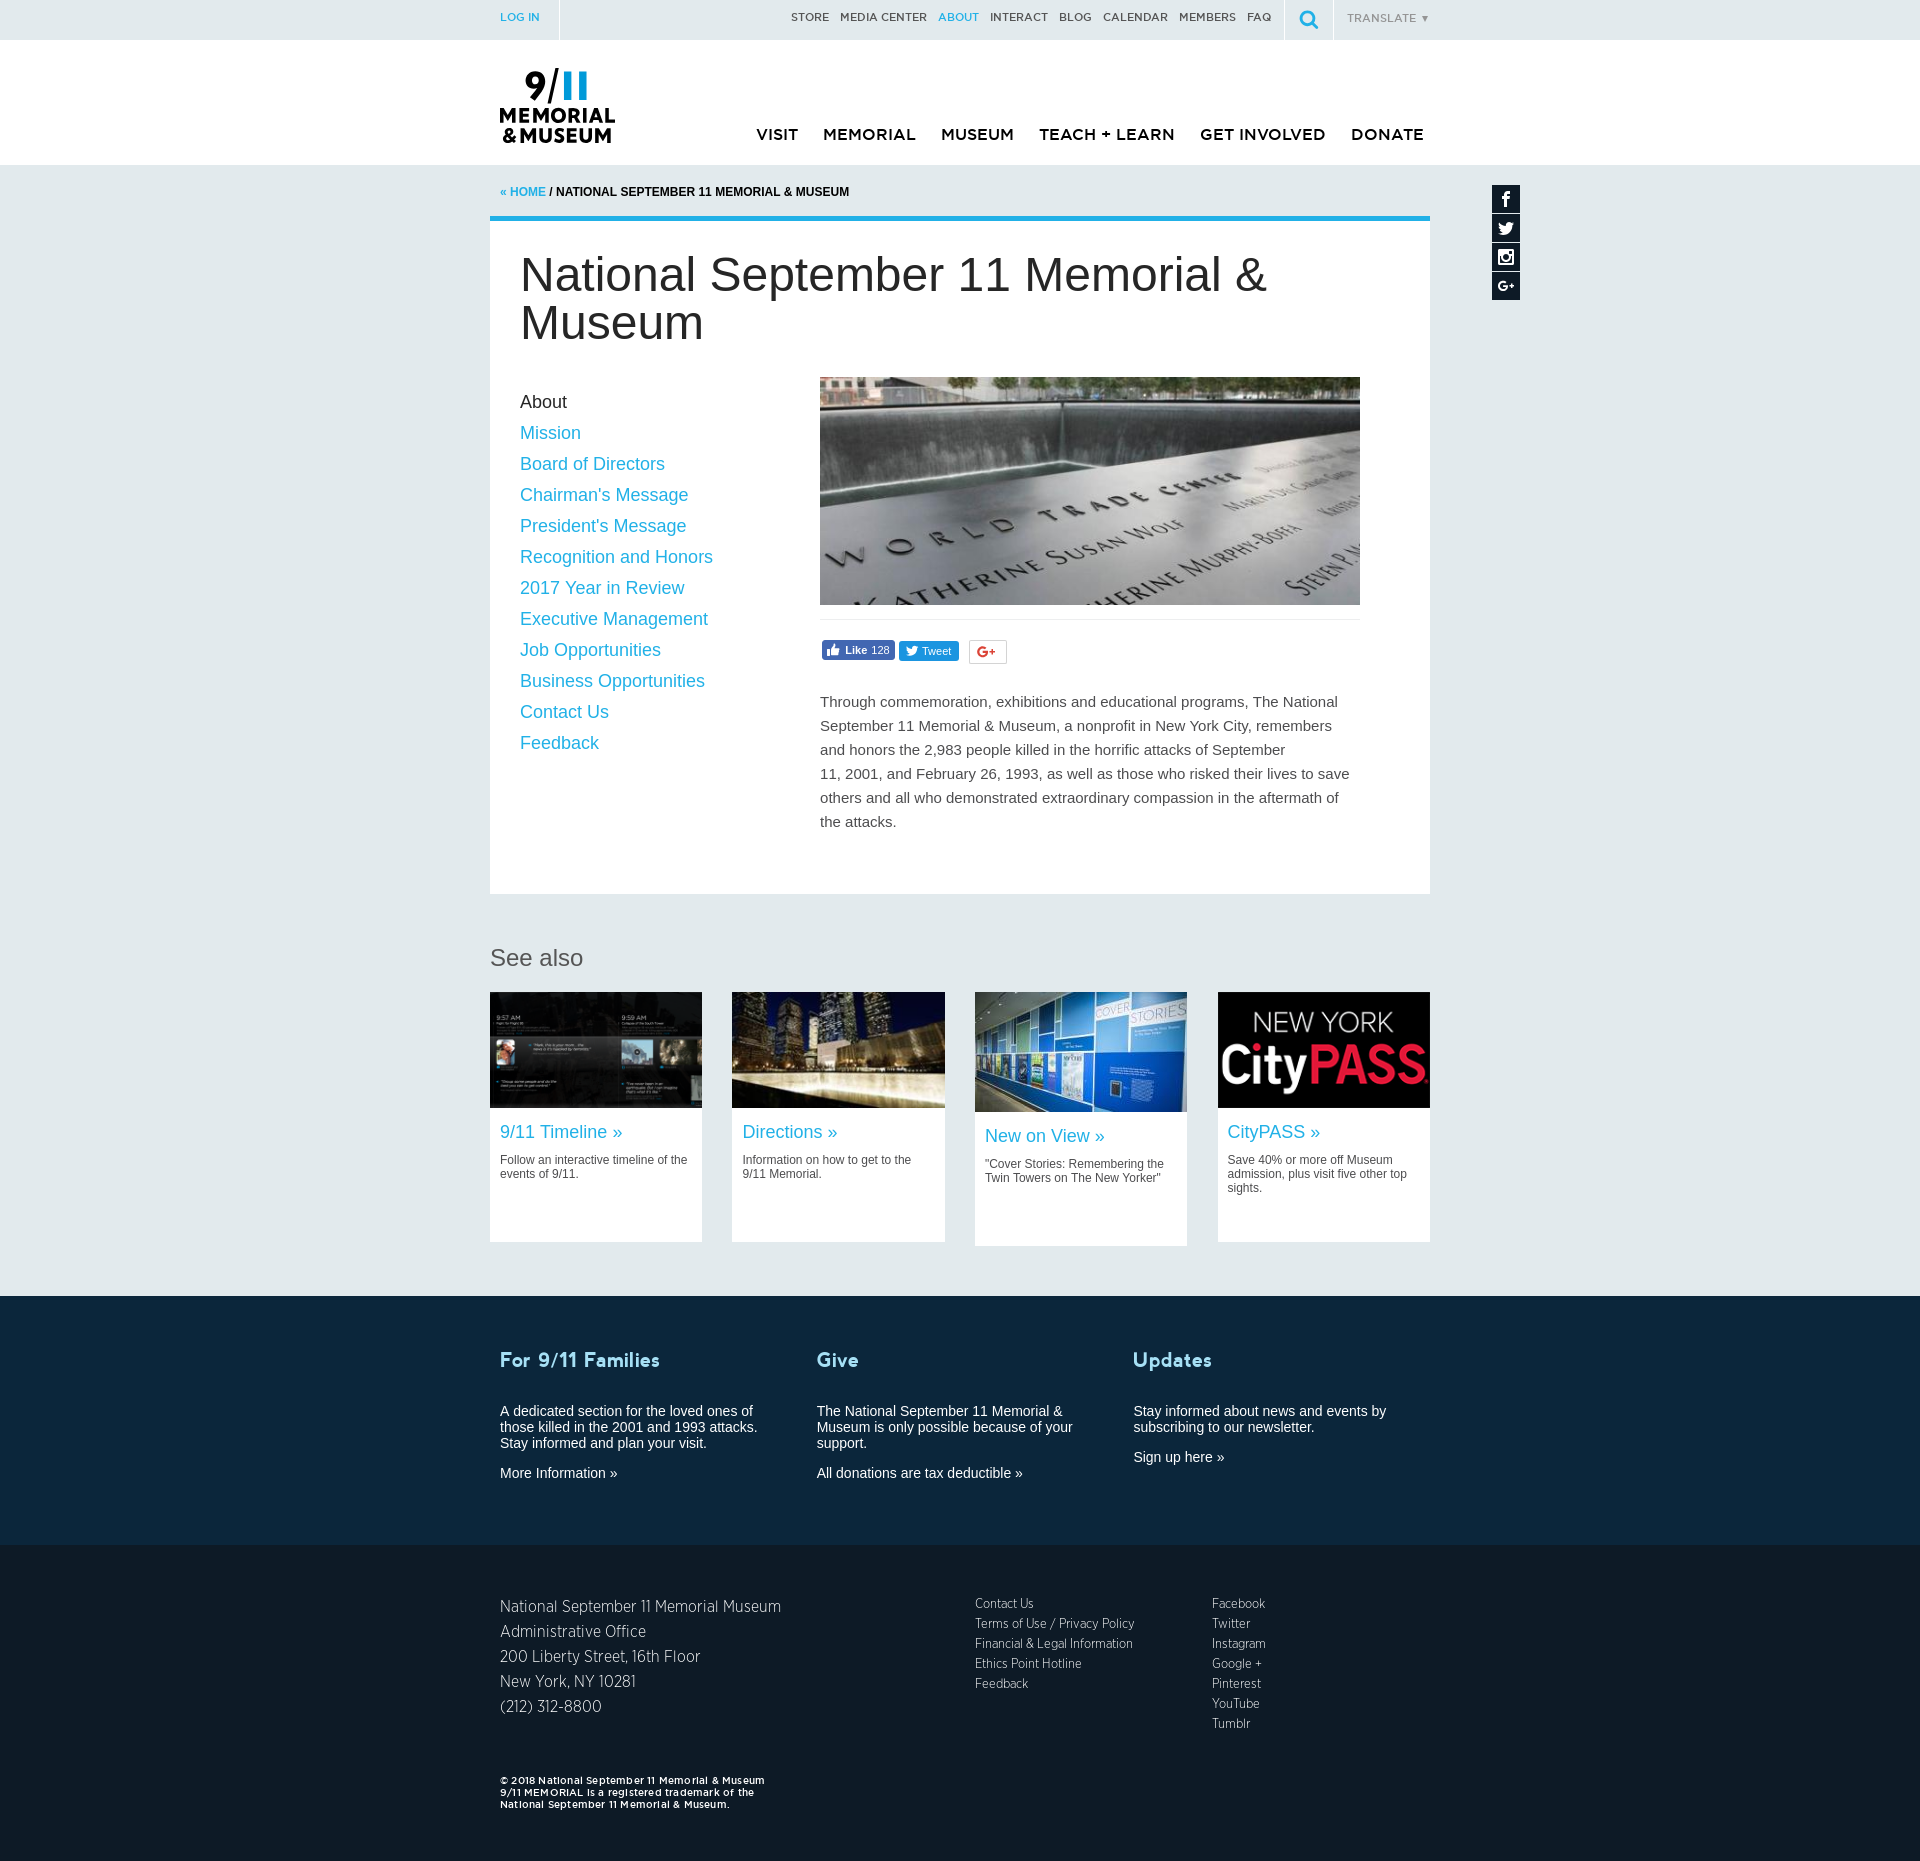 LOG IN
STORE MEDIA CENTER ABOUT INTERACT BLOG CALENDAR MEMBERS FAQ
TRANSLATE ▼
9/11
MEMORIAL
& MUSEUM
VISIT MEMORIAL MUSEUM TEACH + LEARN GET INVOLVED DONATE
« HOME / NATIONAL SEPTEMBER 11 MEMORIAL & MUSEUM
National September 11 Memorial &
Museum
About
Mission
Board of Directors
Chairman's Message
President's Message
Recognition and Honors
2017 Year in Review
Executive Management
Job Opportunities
Business Opportunities
Contact Us
Feedback
WORLD TRADE CENTER
KATHERINE SUSAN WOLF
MURPHY-BOFFA
STEVEN P.
Like 128
Tweet
G+
Through commemoration, exhibitions and educational programs, The National
September 11 Memorial & Museum, a nonprofit in New York City, remembers
and honors the 2,983 people killed in the horrific attacks of September
11, 2001, and February 26, 1993, as well as those who risked their lives to save
others and all who demonstrated extraordinary compassion in the aftermath of
the attacks.
See also
9:57 AM
9:59 AM
COVER STORIES
NEW YORK
CityPASS
9/11 Timeline »
Follow an interactive timeline of the
events of 9/11.
Directions »
Information on how to get to the
9/11 Memorial.
New on View »
"Cover Stories: Remembering the
Twin Towers on The New Yorker"
CityPASS »
Save 40% or more off Museum
admission, plus visit five other top
sights.
For 9/11 Families
A dedicated section for the loved ones of
those killed in the 2001 and 1993 attacks.
Stay informed and plan your visit.
More Information »
Give
The National September 11 Memorial &
Museum is only possible because of your
support.
All donations are tax deductible »
Updates
Stay informed about news and events by
subscribing to our newsletter.
Sign up here »
National September 11 Memorial Museum
Administrative Office
200 Liberty Street, 16th Floor
New York, NY 10281
(212) 312-8800
Contact Us
Terms of Use / Privacy Policy
Financial & Legal Information
Ethics Point Hotline
Feedback
Facebook
Twitter
Instagram
Google +
Pinterest
YouTube
Tumblr
© 2018 National September 11 Memorial & Museum
9/11 MEMORIAL is a registered trademark of the
National September 11 Memorial & Museum.